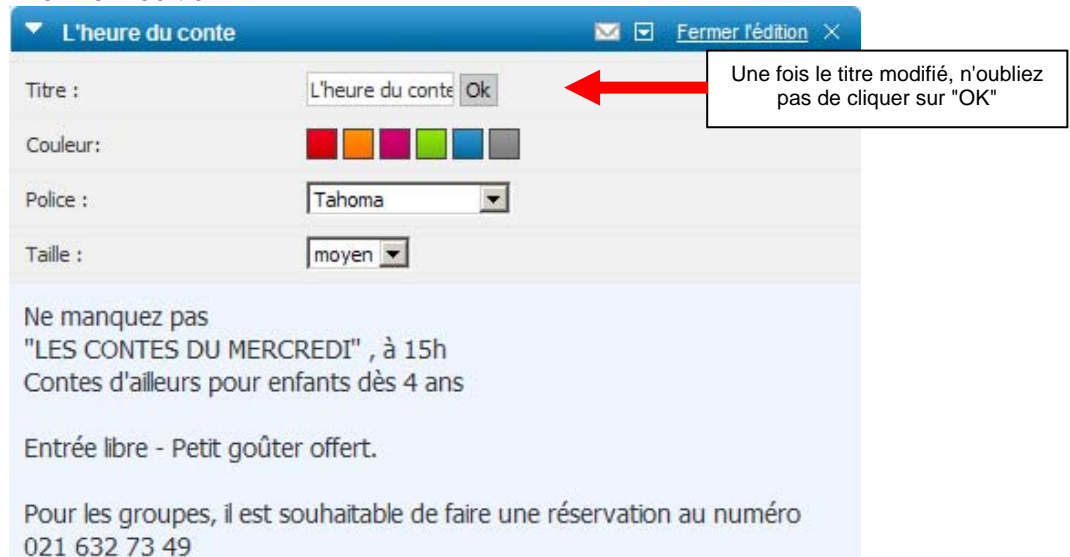 L'heure du conte Fermer l'édition
Titre : L'heure du conte Ok
Une fois le titre modifié, n'oubliez
pas de cliquer sur "OK"
Couleur:
Police : Tahoma
Taille : moyen
Ne manquez pas
"LES CONTES DU MERCREDI" , à 15h
Contes d'ailleurs pour enfants dès 4 ans
Entrée libre - Petit goûter offert.
Pour les groupes, il est souhaitable de faire une réservation au numéro
021 632 73 49